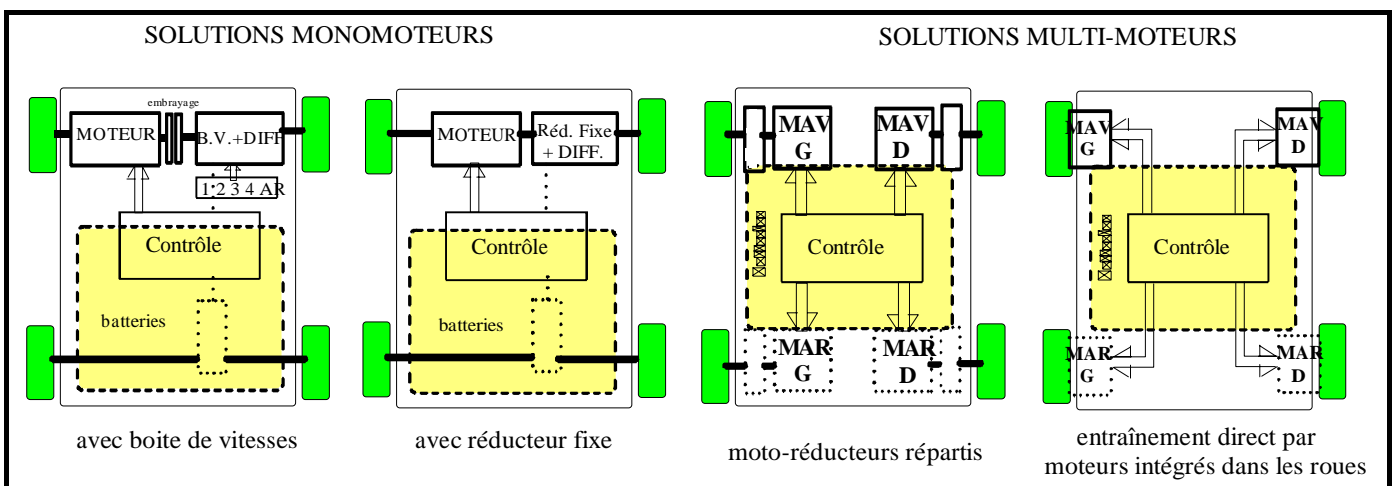 SOLUTIONS MONOMOTEURS
SOLUTIONS MULTI-MOTEURS
embrayage
MOTEUR
B.V.+DIFF
1 2 3 4 AR
Contrôle
batteries
avec boite de vitesses
MOTEUR
Réd. Fixe
+ DIFF.
Contrôle
batteries
avec réducteur fixe
MAV
G
MAV
D
Contrôle
MAR
G
MAR
D
moto-réducteurs répartis
MAV
G
MAV
D
Contrôle
MAR
G
MAR
D
entraînement direct par
moteurs intégrés dans les roues